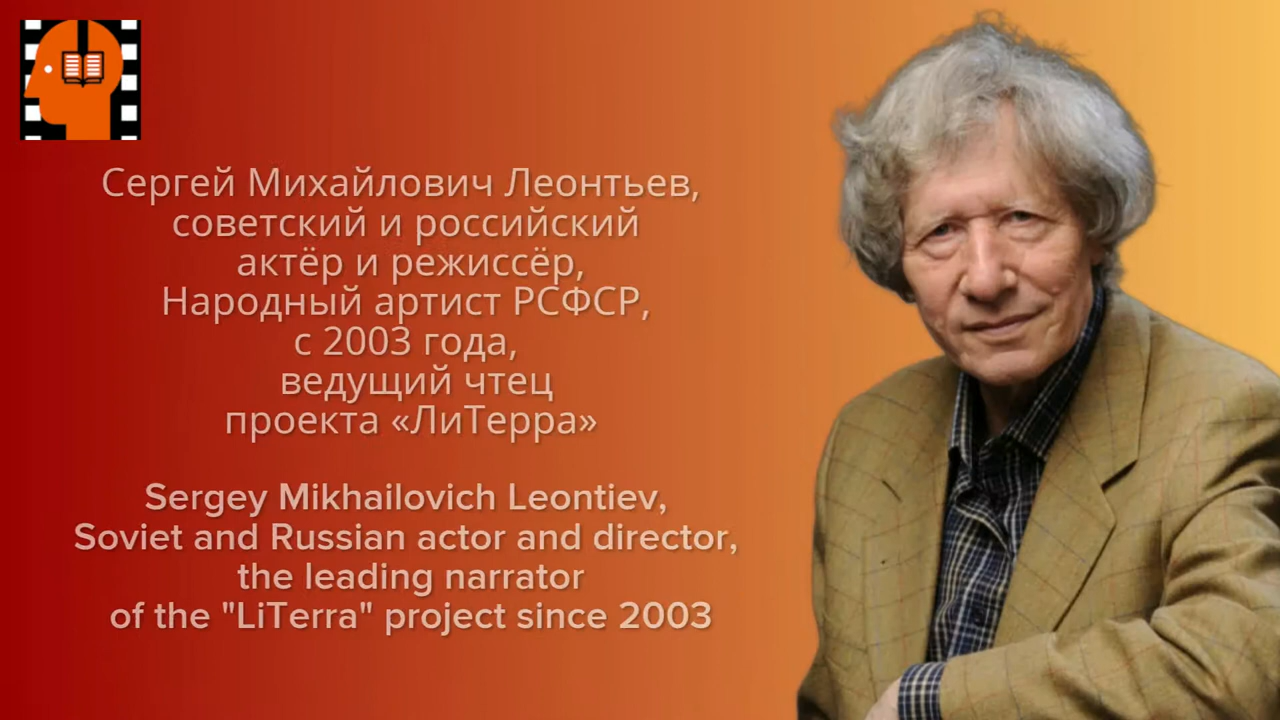 Сергей Михайлович Леонтьев,
советский и российский
актёр и режиссёр,
Народный артист РСФСР,
с 2003 года,
ведущий чтец
проекта «ЛиТерра»
Sergey Mikhailovich Leontiev,
Soviet and Russian actor and director,
the leading narrator
of the "LiTerra" project since 2003